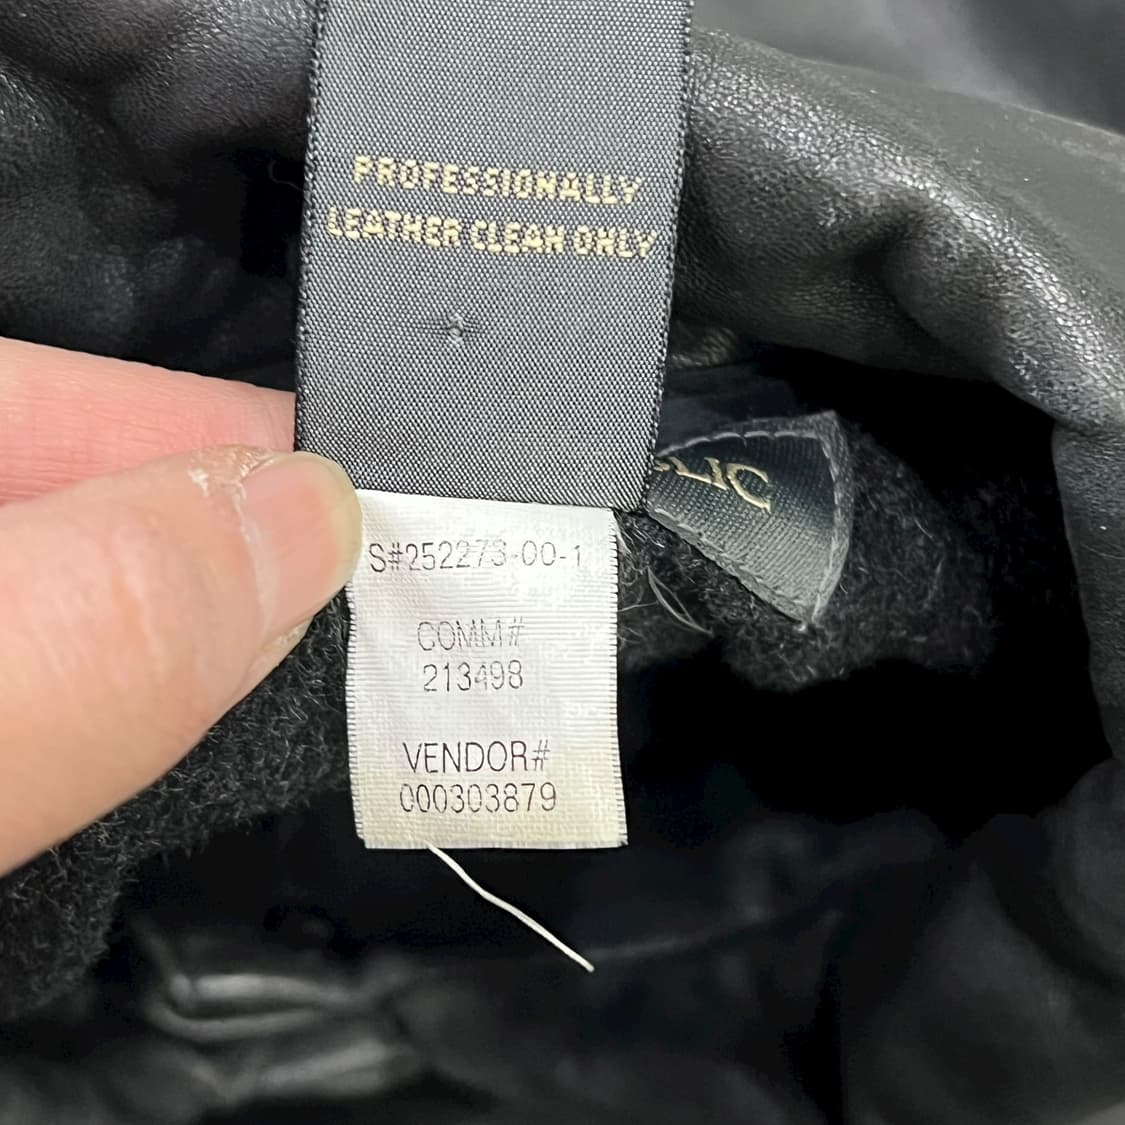 PROFESSIONALLY
LEATHER CLEAN ONLY
S#252273-00-1
COMM#
213498
VENDOR#
000303879